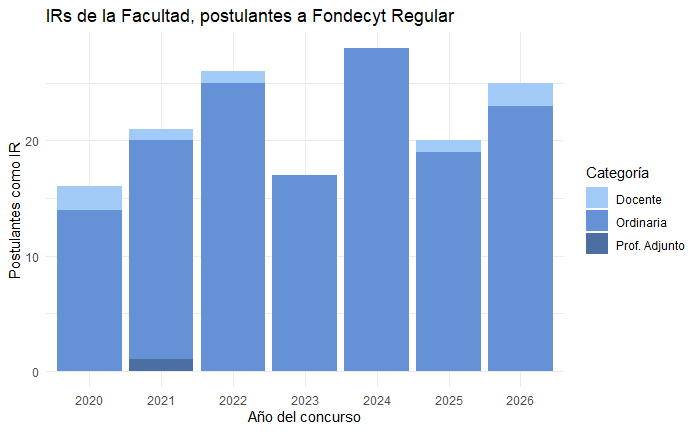 IRs de la Facultad, postulantes a Fondecyt Regular
Postulantes como IR
20
10
0
2020 2021 2022 2023 2024 2025 2026
Año del concurso
Categoría
Docente
Ordinaria
Prof. Adjunto